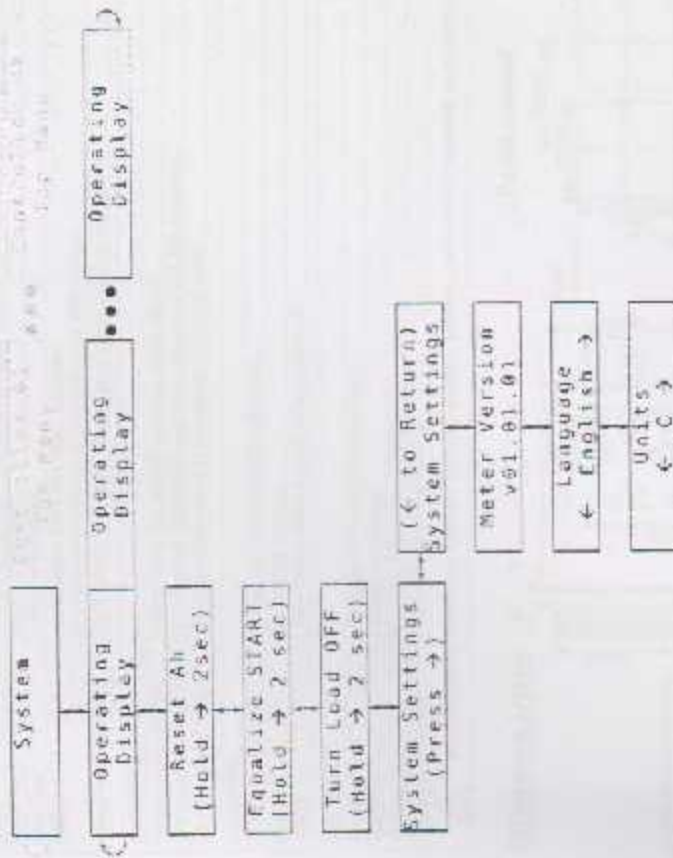 System
Operating
Display
Operating
Display
Operating
Display
Reset Ah
(Hold → 2sec)
Equalize START
(Hold → 2 sec)
Turn Load OFF
(Hold → 2 sec)
System Settings
(Press →)
(← to Return)
System Settings
Meter Version
v01.01.01
Language
← English →
Units
← C →